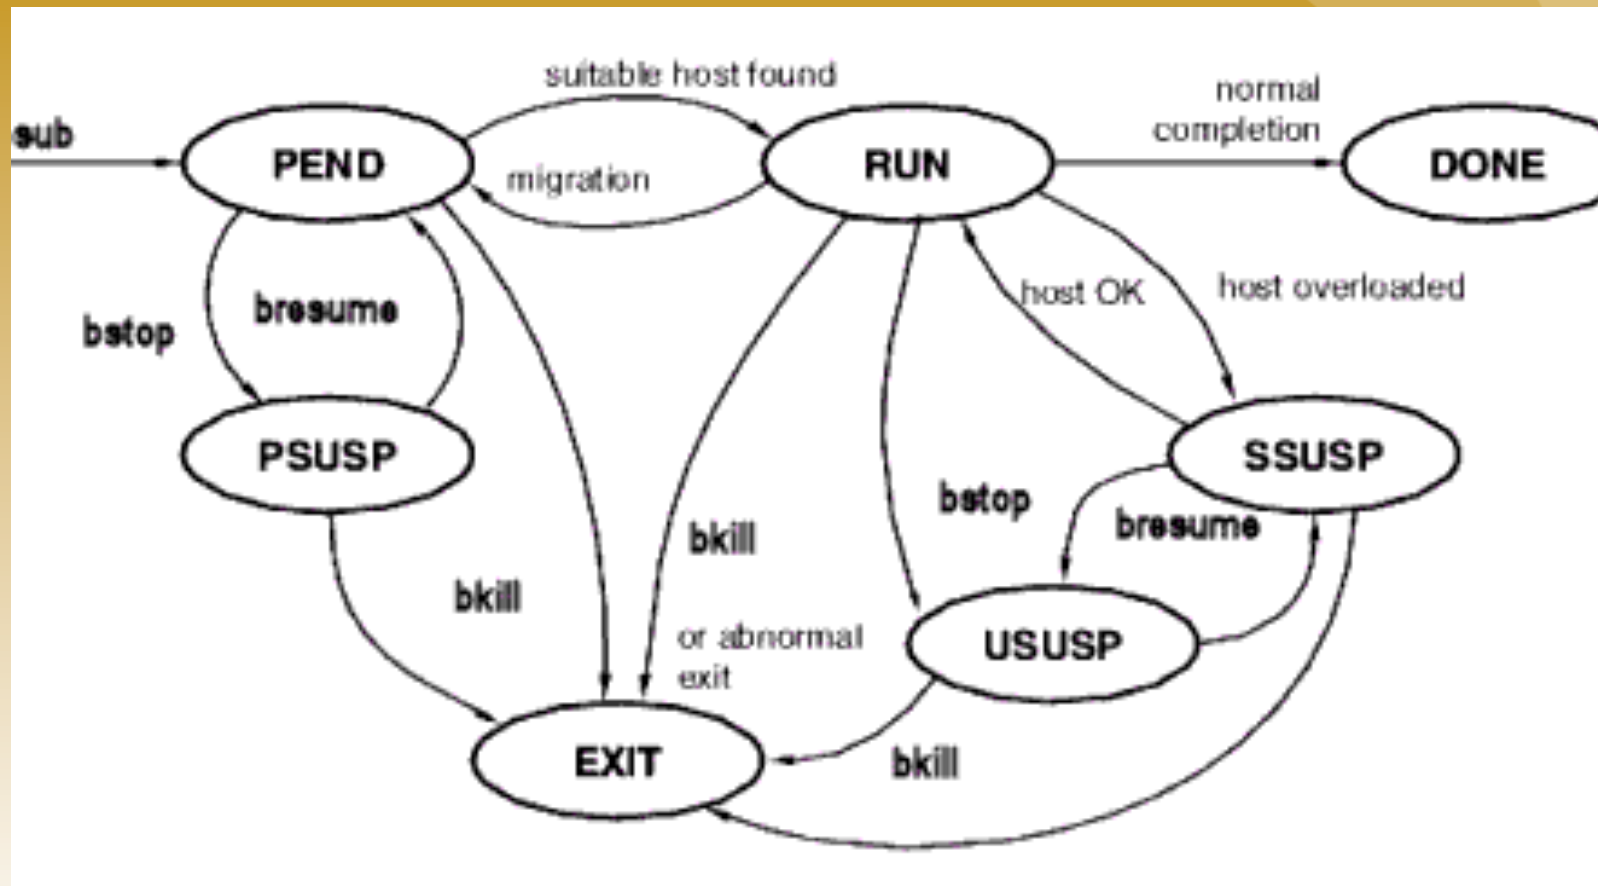 suitable host found
normal
completion
sub
PEND
RUN
DONE
migration
host OK
host overloaded
bresume
bstop
PSUSP
SSUSP
bstop
bresume
bkill
bkill
or abnormal
exit
USUSP
EXIT
bkill